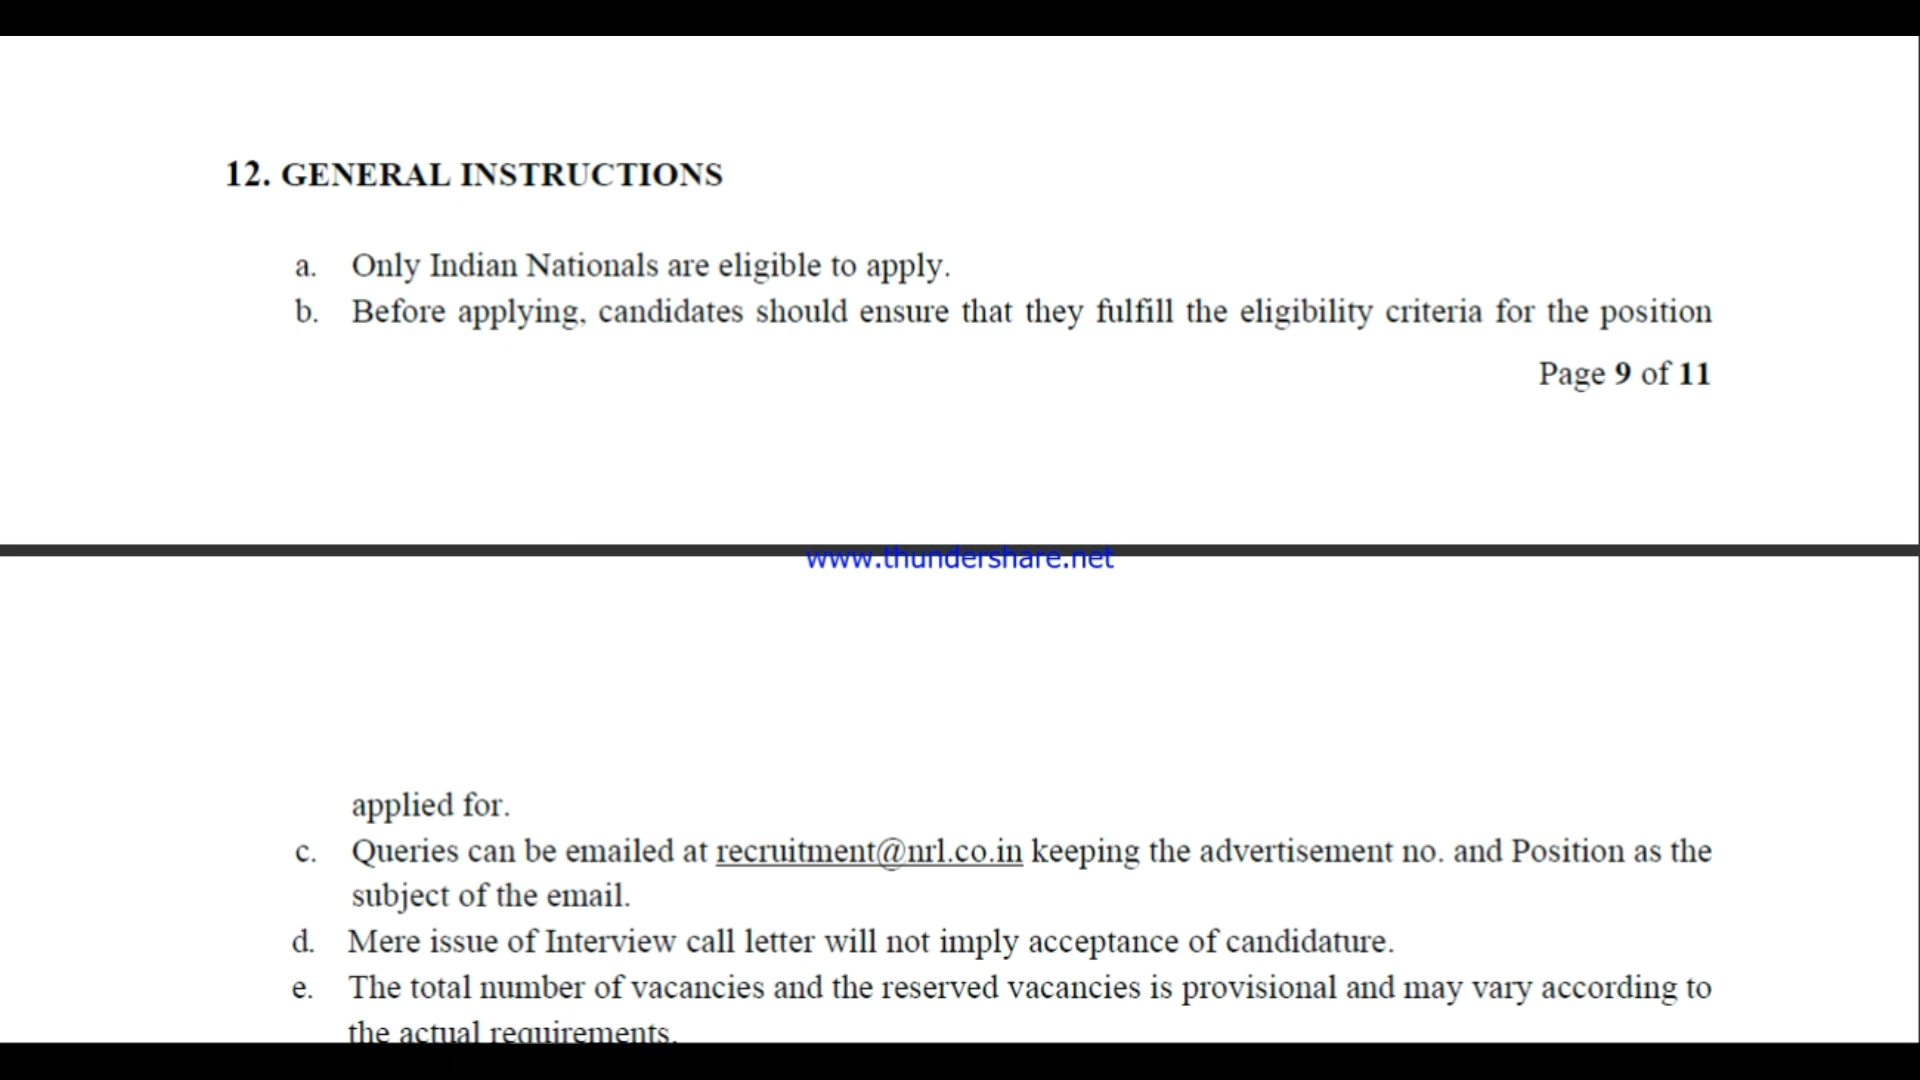 12. GENERAL INSTRUCTIONS
a. Only Indian Nationals are eligible to apply.
b. Before applying, candidates should ensure that they fulfill the eligibility criteria for the position
Page 9 of 11
www.thundershare.net
applied for.
c. Queries can be emailed at recruitment@nrl.co.in keeping the advertisement no. and Position as the
subject of the email.
d. Mere issue of Interview call letter will not imply acceptance of candidature.
e. The total number of vacancies and the reserved vacancies is provisional and may vary according to
the actual requirements.